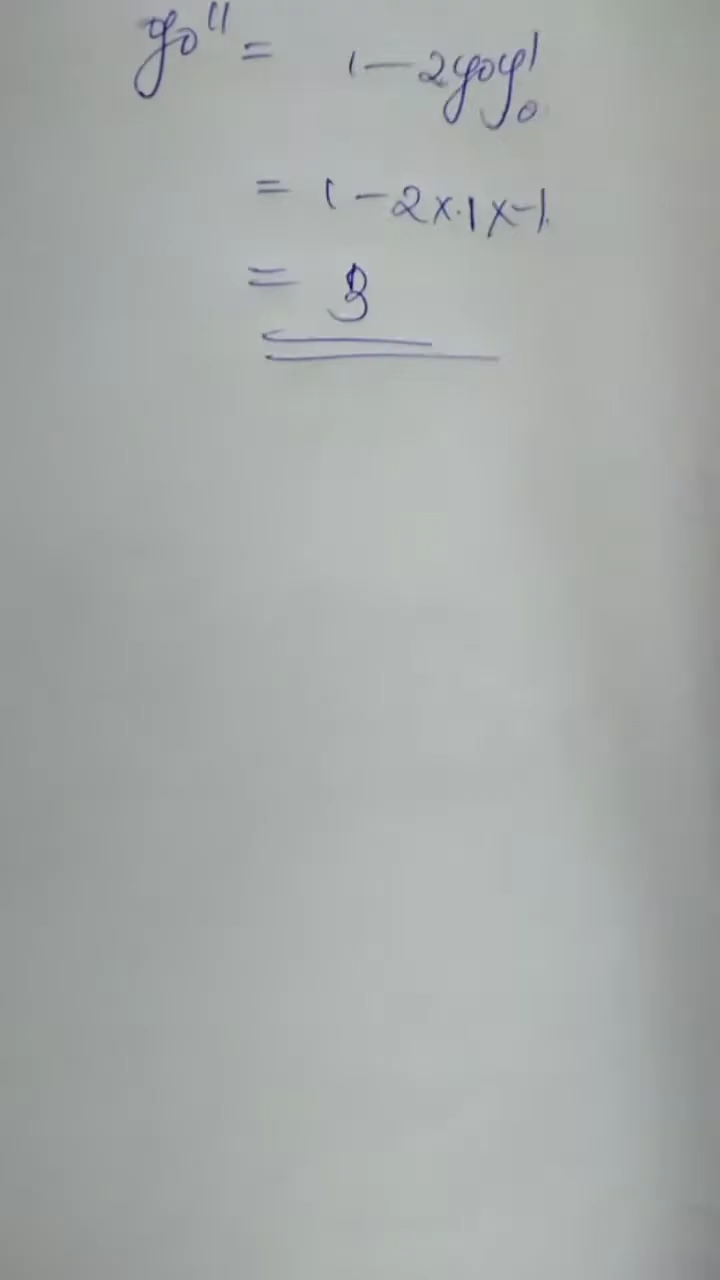 y₀'' = 1 - 2y₀y₀'
= 1 - 2 x 1 x -1
= 3